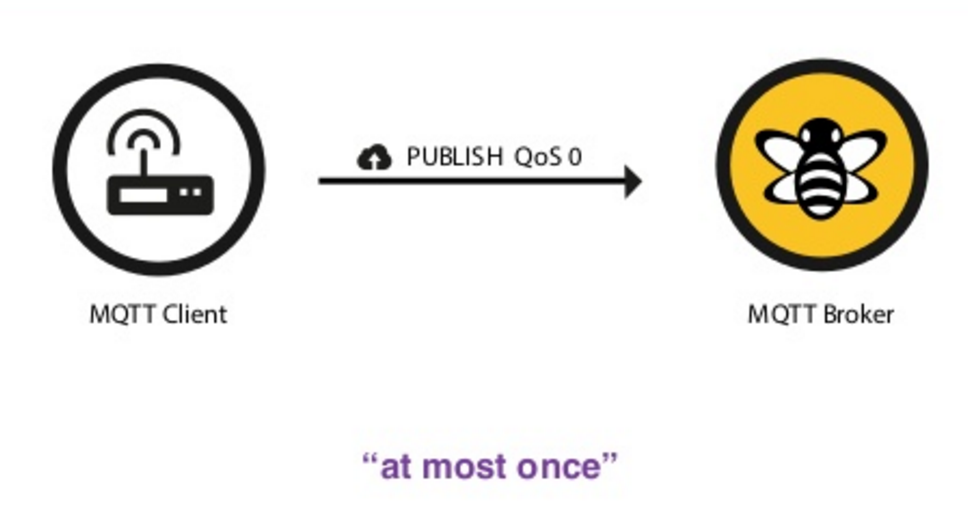 PUBLISH QoS 0
MQTT Client
MQTT Broker
“at most once”